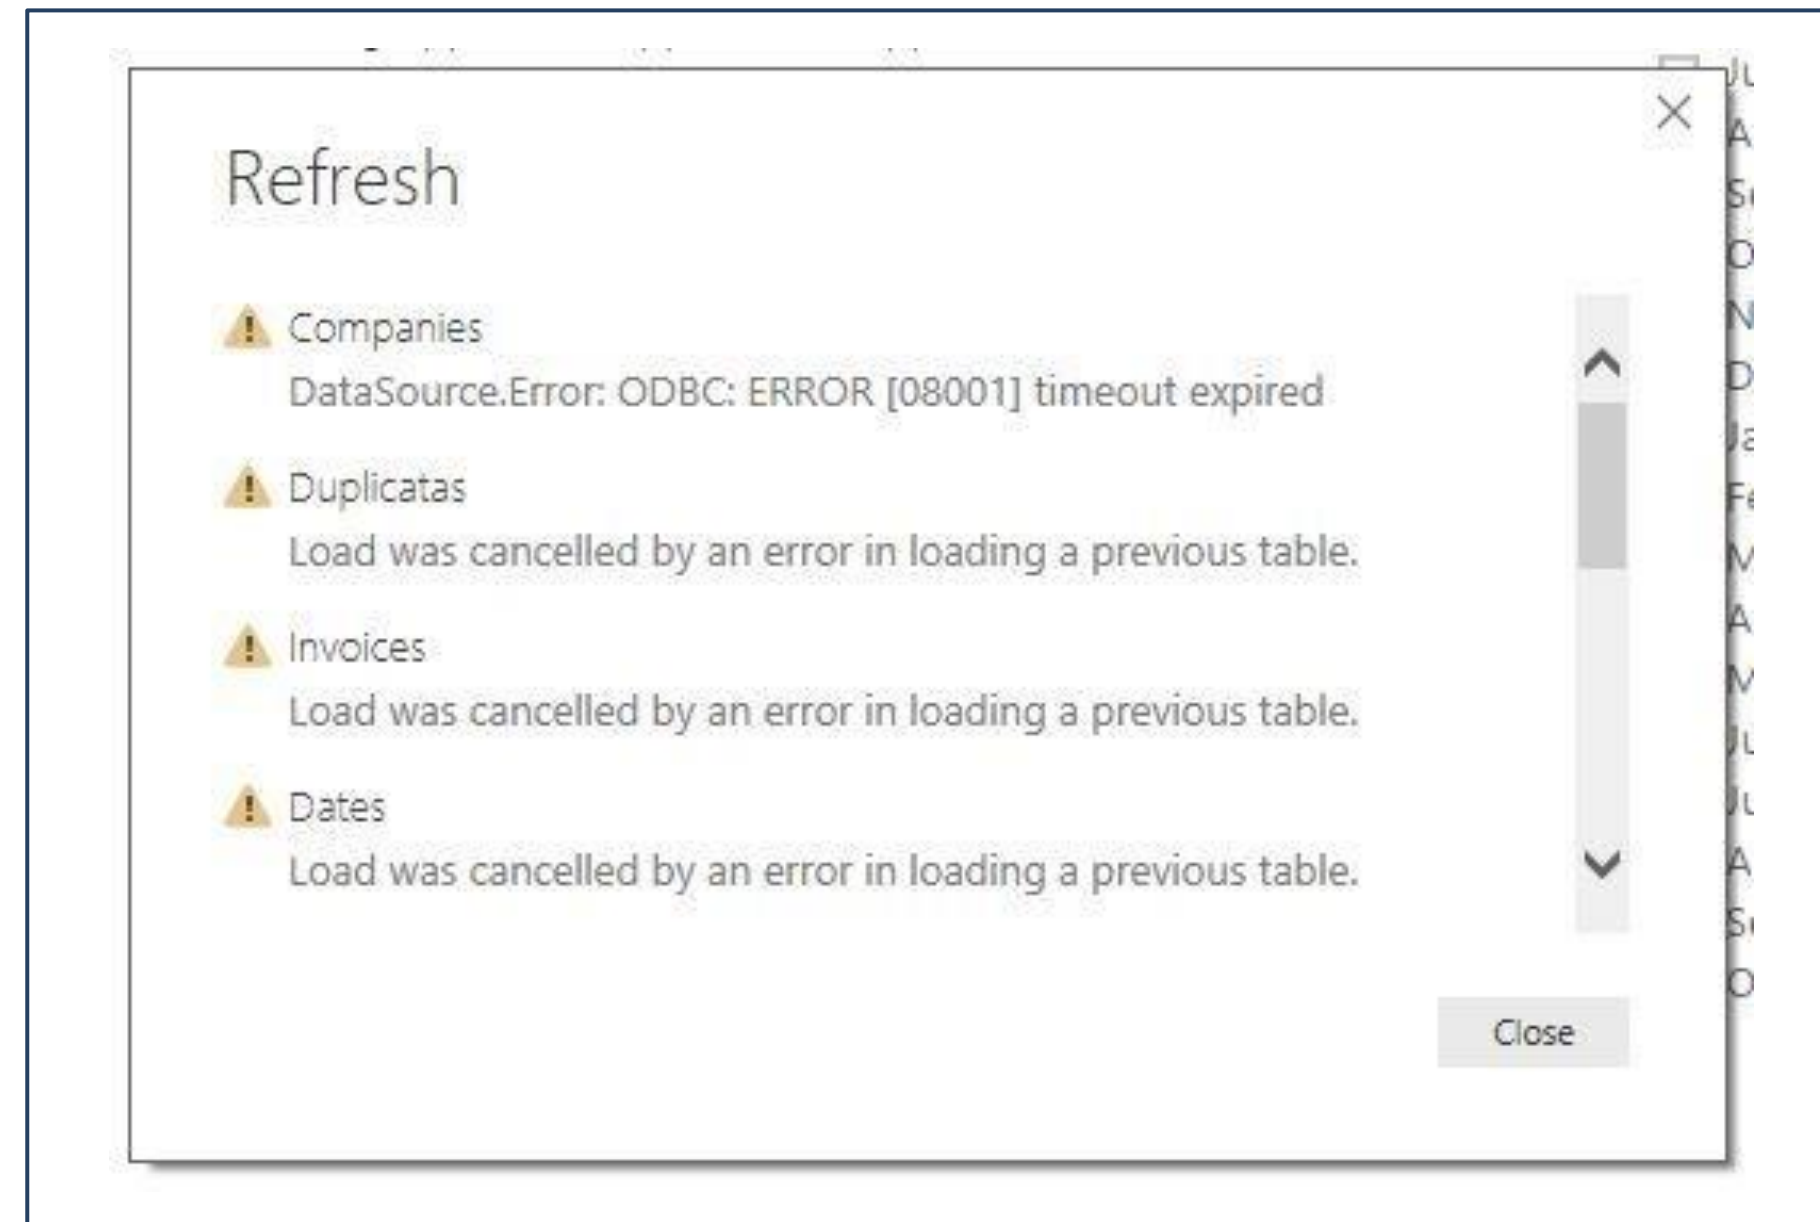 Refresh
Companies
DataSource.Error: ODBC: ERROR [08001] timeout expired
Duplicatas
Load was cancelled by an error in loading a previous table.
Invoices
Load was cancelled by an error in loading a previous table.
Dates
Load was cancelled by an error in loading a previous table.
Close